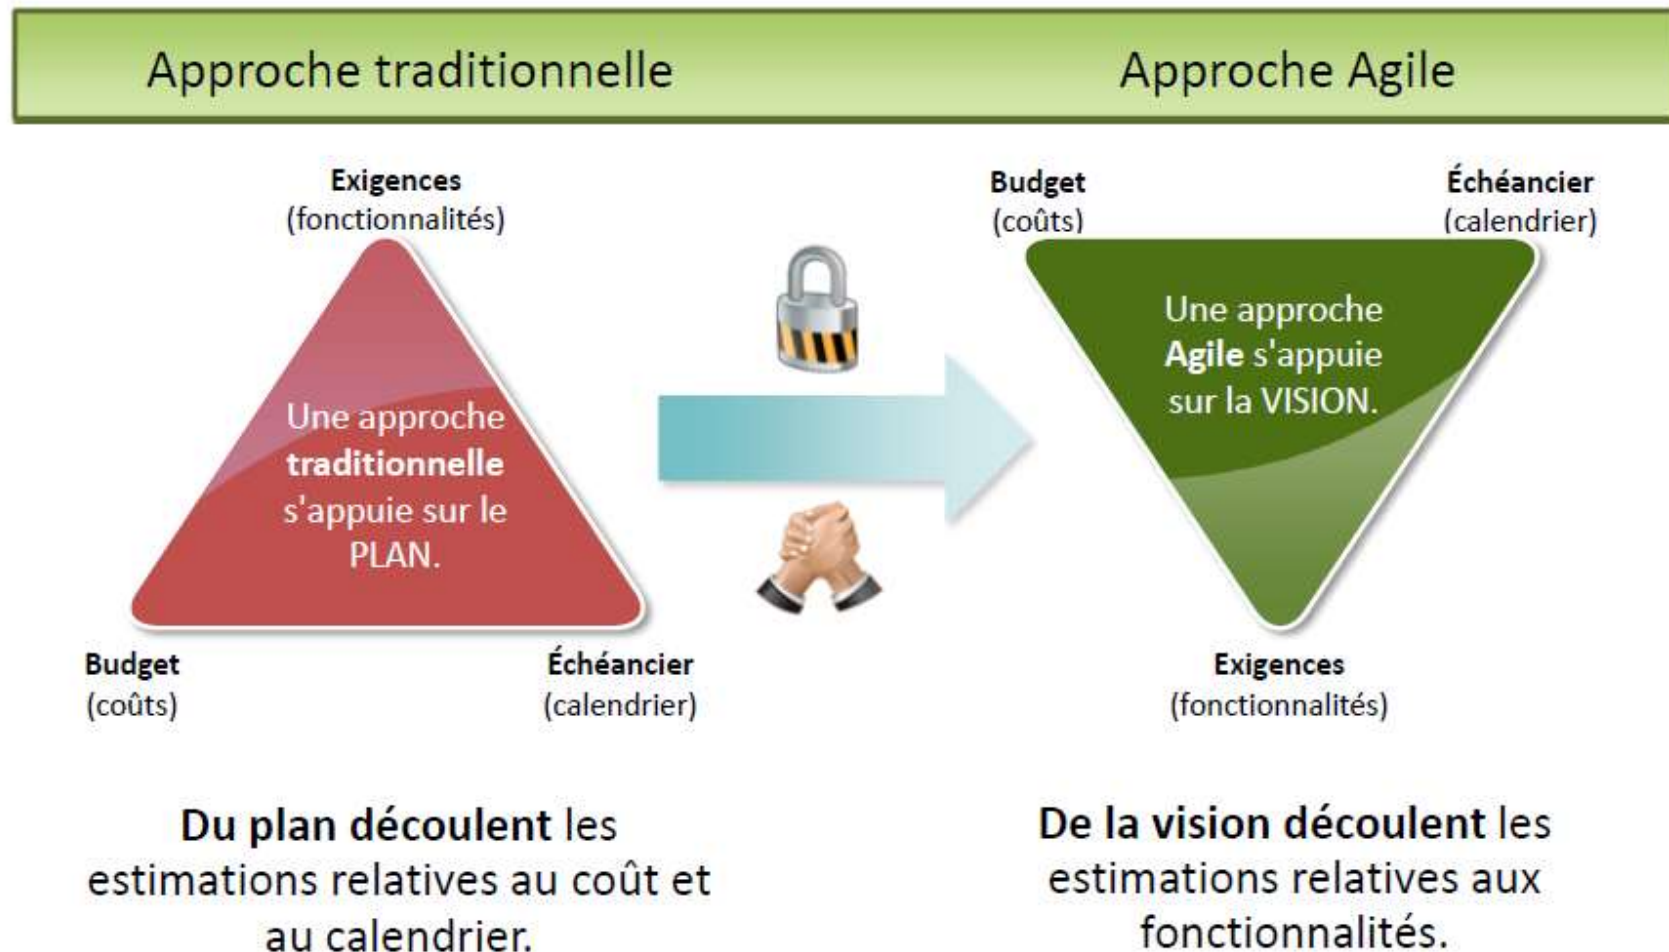 Approche traditionnelle
Approche Agile
Exigences
(fonctionnalités)
Une approche
traditionnelle
s'appuie sur le
PLAN.
Budget
(coûts)
Échéancier
(calendrier)
Budget
(coûts)
Échéancier
(calendrier)
Une approche
Agile s'appuie
sur la VISION.
Exigences
(fonctionnalités)
Du plan découlent les
estimations relatives au coût et
au calendrier.
De la vision découlent les
estimations relatives aux
fonctionnalités.